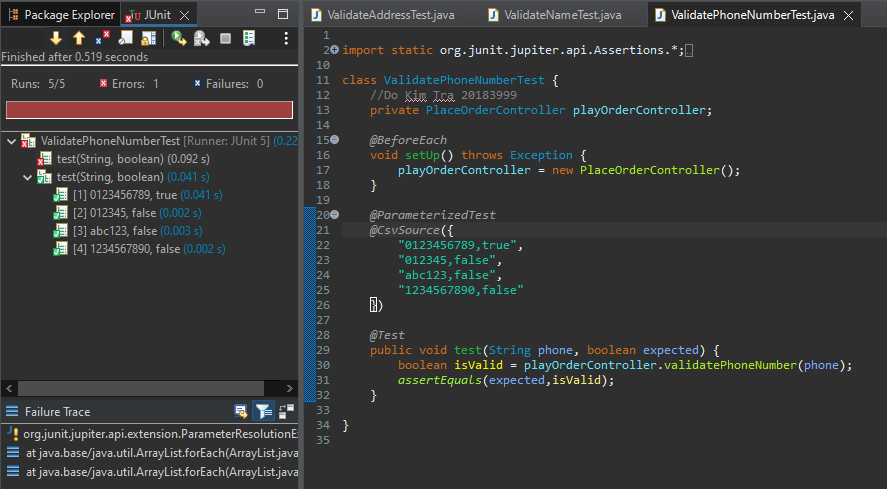 Package Explorer
JUnit
Finished after 0.519 seconds
Runs: 5/5
Errors: 1
Failures: 0
ValidatePhoneNumberTest [Runner: JUnit 5] (0.22
test(String, boolean) (0.092 s)
test(String, boolean) (0.041 s)
[1] 0123456789, true (0.041 s)
[2] 012345, false (0.002 s)
[3] abc123, false (0.003 s)
[4] 1234567890, false (0.002 s)
Failure Trace
org.junit.jupiter.api.extension.ParameterResolutionE
at java.base/java.util.ArrayList.forEach(ArrayList.java
at java.base/java.util.ArrayList.forEach(ArrayList.java
ValidateAddressTest.java
ValidateNameTest.java
ValidatePhoneNumberTest.java
1
2 import static org.junit.jupiter.api.Assertions.*;
10
11 class ValidatePhoneNumberTest {
12 //Do Kim Tra 20183999
13 private PlaceOrderController playOrderController;
14
15 @BeforeEach
16 void setUp() throws Exception {
17 playOrderController = new PlaceOrderController();
18 }
19
20 @ParameterizedTest
21 @CsvSource({
22 "0123456789,true",
23 "012345,false",
24 "abc123,false",
25 "1234567890,false"
26 })
27
28 @Test
29 public void test(String phone, boolean expected) {
30 boolean isValid = playOrderController.validatePhoneNumber(phone);
31 assertEquals(expected,isValid);
32 }
33
34 }
35